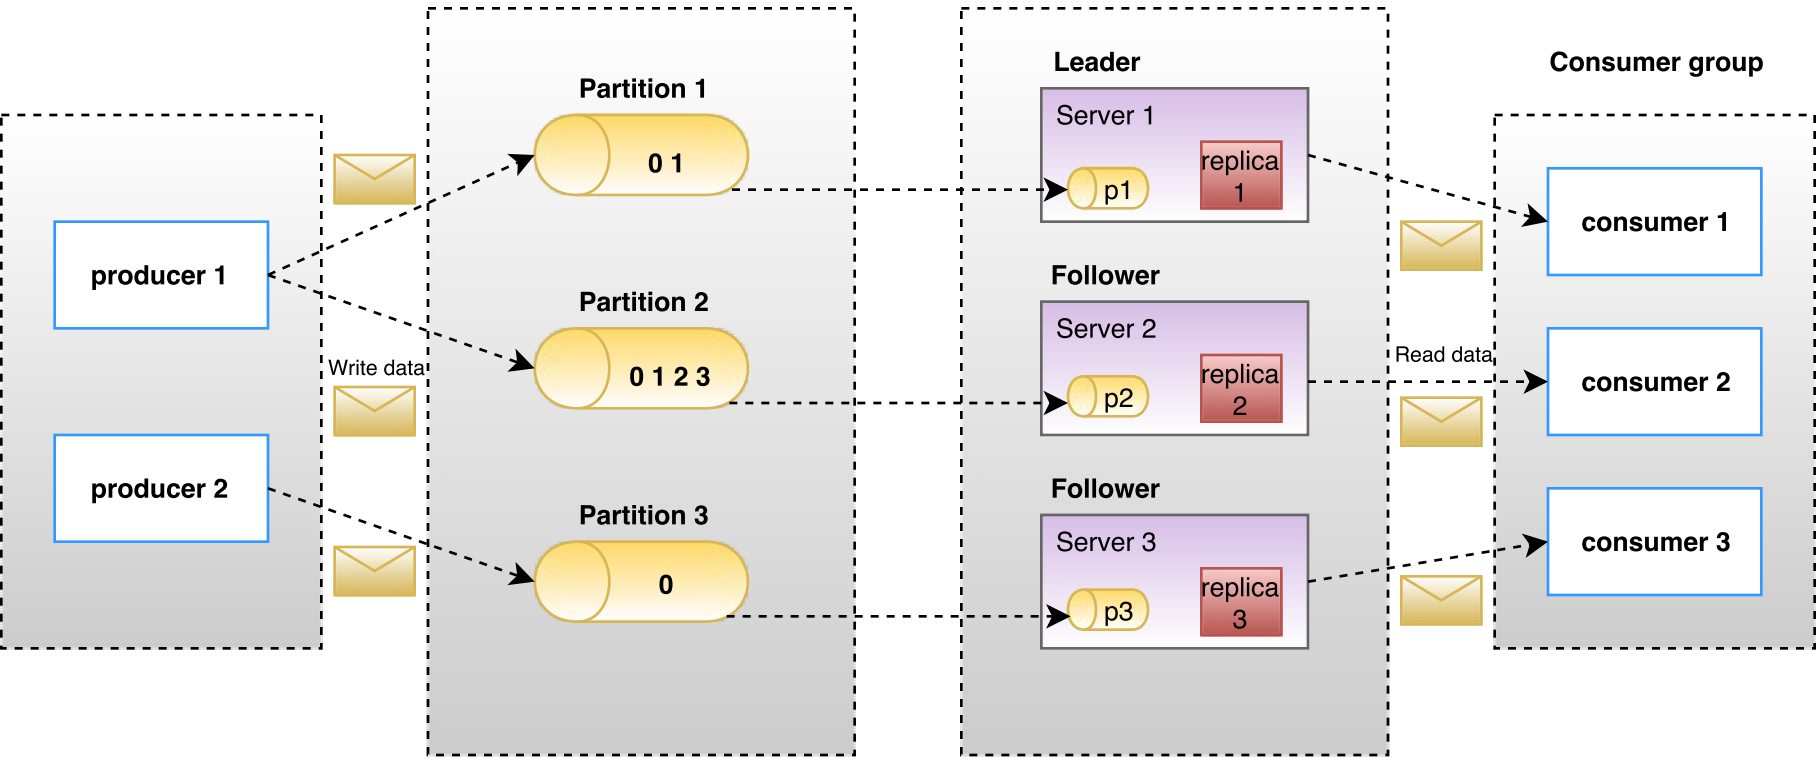 producer 1
producer 2
Write data
Partition 1
0 1
Partition 2
0 1 2 3
Partition 3
0
Leader
Server 1
p1
replica
1
Follower
Server 2
p2
replica
2
Follower
Server 3
p3
replica
3
Read data
Consumer group
consumer 1
consumer 2
consumer 3